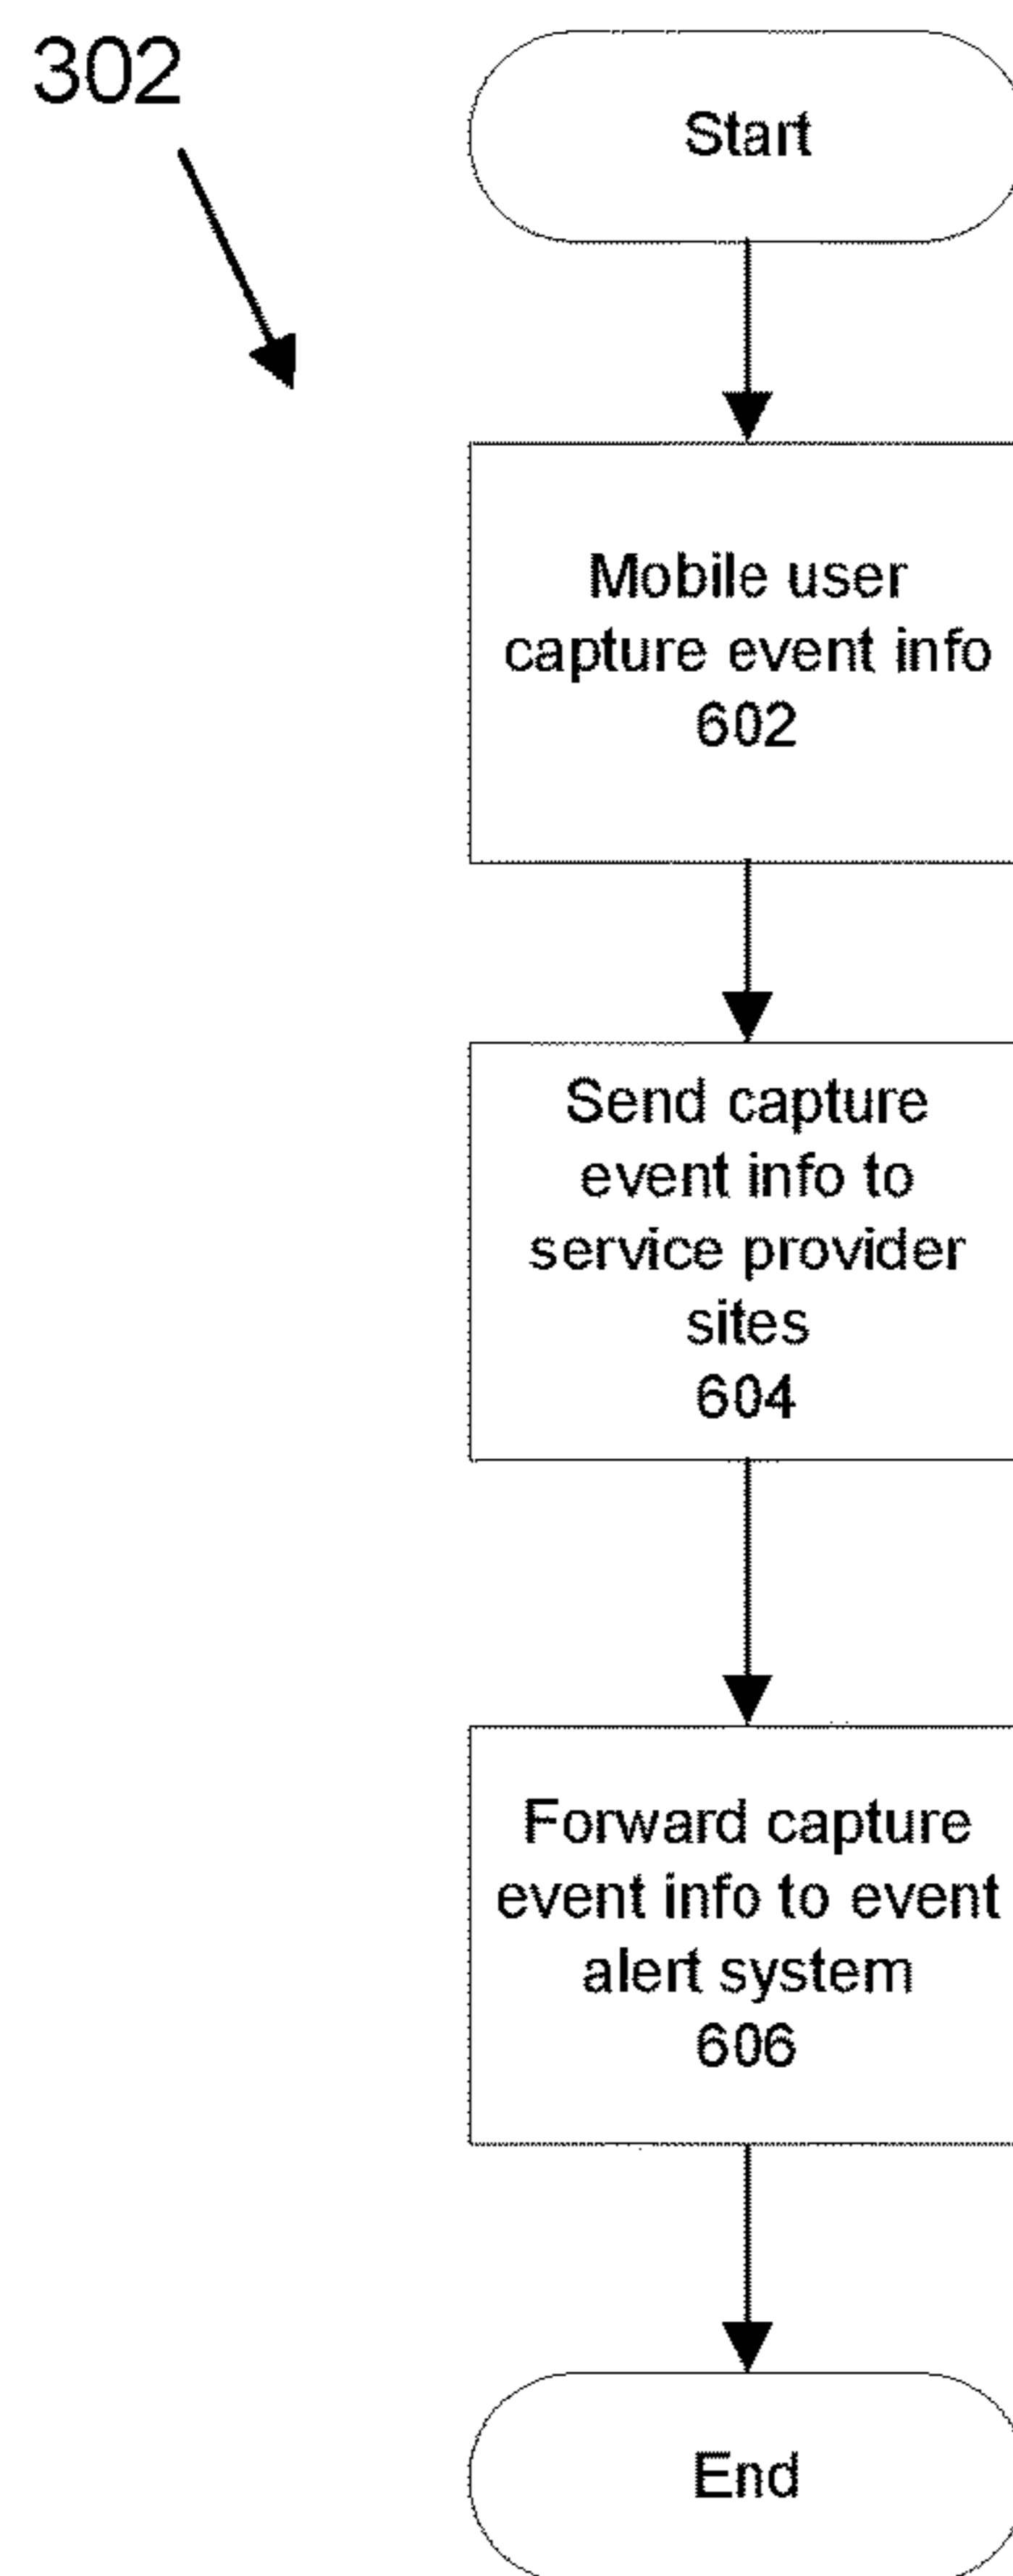 302
Start
Mobile user
capture event info
602
Send capture
event info to
service provider
sites
604
Forward capture
event info to event
alert system
606
End